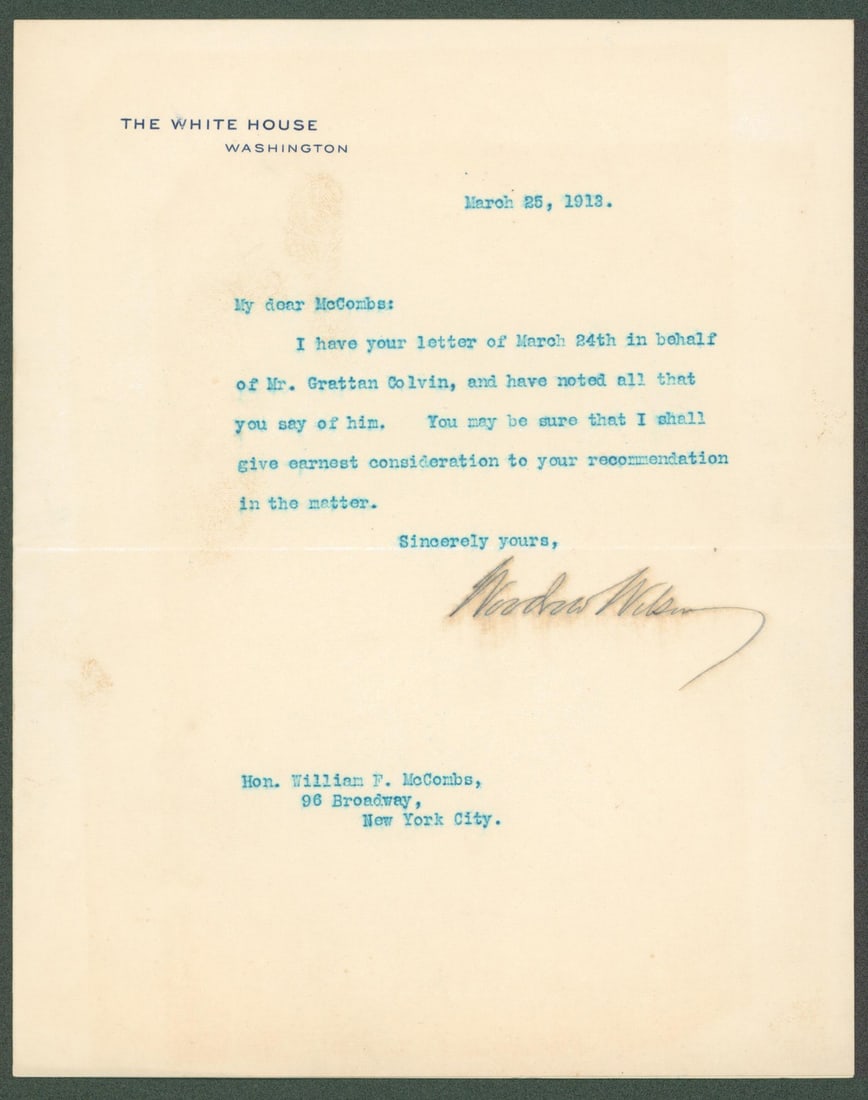 THE WHITE HOUSE
WASHINGTON
March 25, 1913.
My dear McCombs:
I have your letter of March 24th in behalf
of Mr. Grattan Colvin, and have noted all that
you say of him. You may be sure that I shall
give earnest consideration to your recommendation
in the matter.
Sincerely yours,
Woodrow Wilson
Hon. William F. McCombs,
96 Broadway,
New York City.